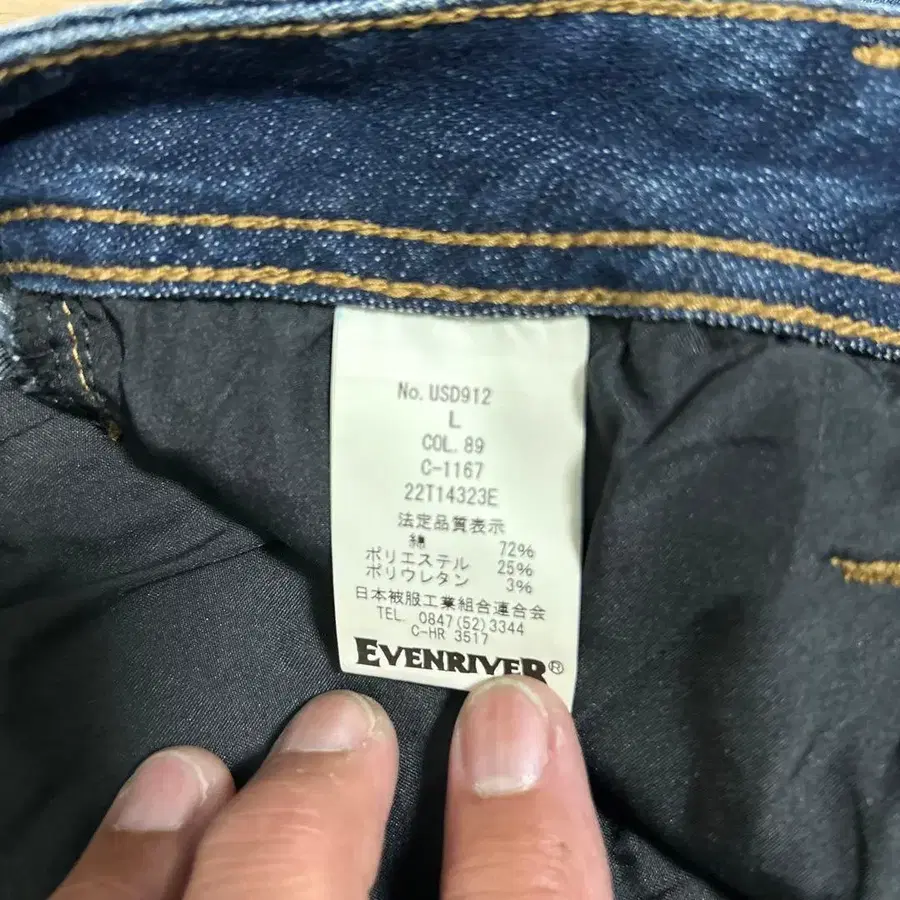 No. USD912
L
COL. 89
C-1167
22T14323E
法定品質表示
綿 72%
ポリエステル 25%
ポリウレタン 3%
日本被服工業組合連合会
TEL. 0847(52)3344
C-HR 3517
EVENRIVER®